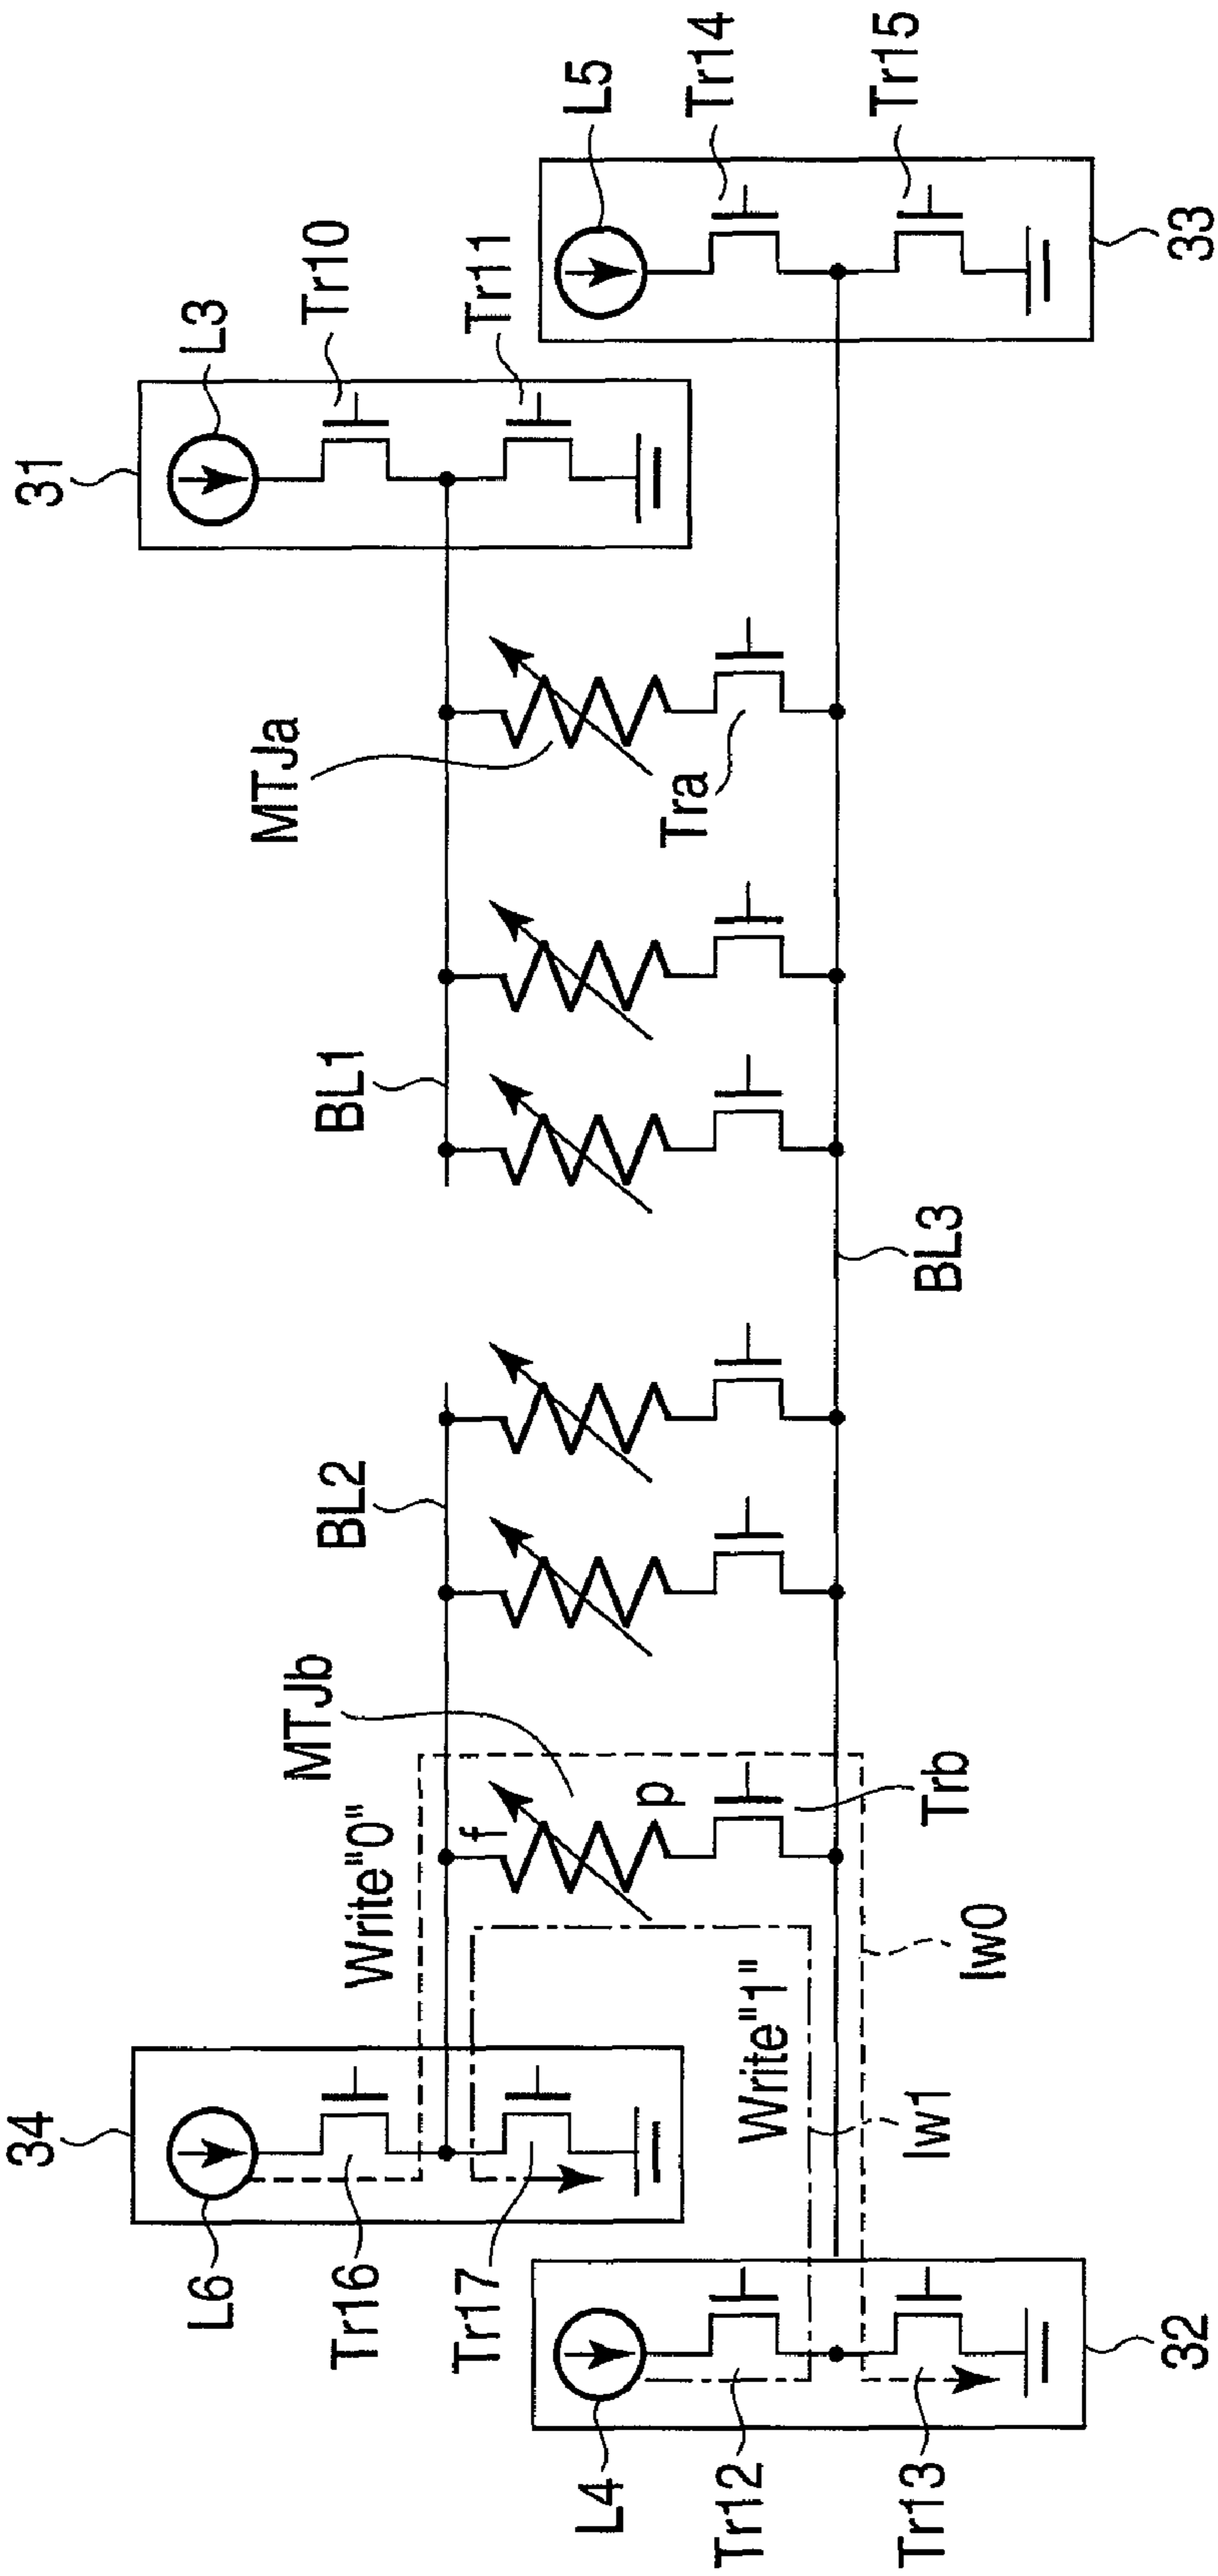 34
31
L6
L3
MTJb
MTJa
Tr10
Tr16
Write"0"
BL2
BL1
Tr17
f
Tr11
L4
L5
p
Tra
Tr14
Tr12
Write"1"
Tr13
Iw1
Iw0
Trb
BL3
Tr15
32
33